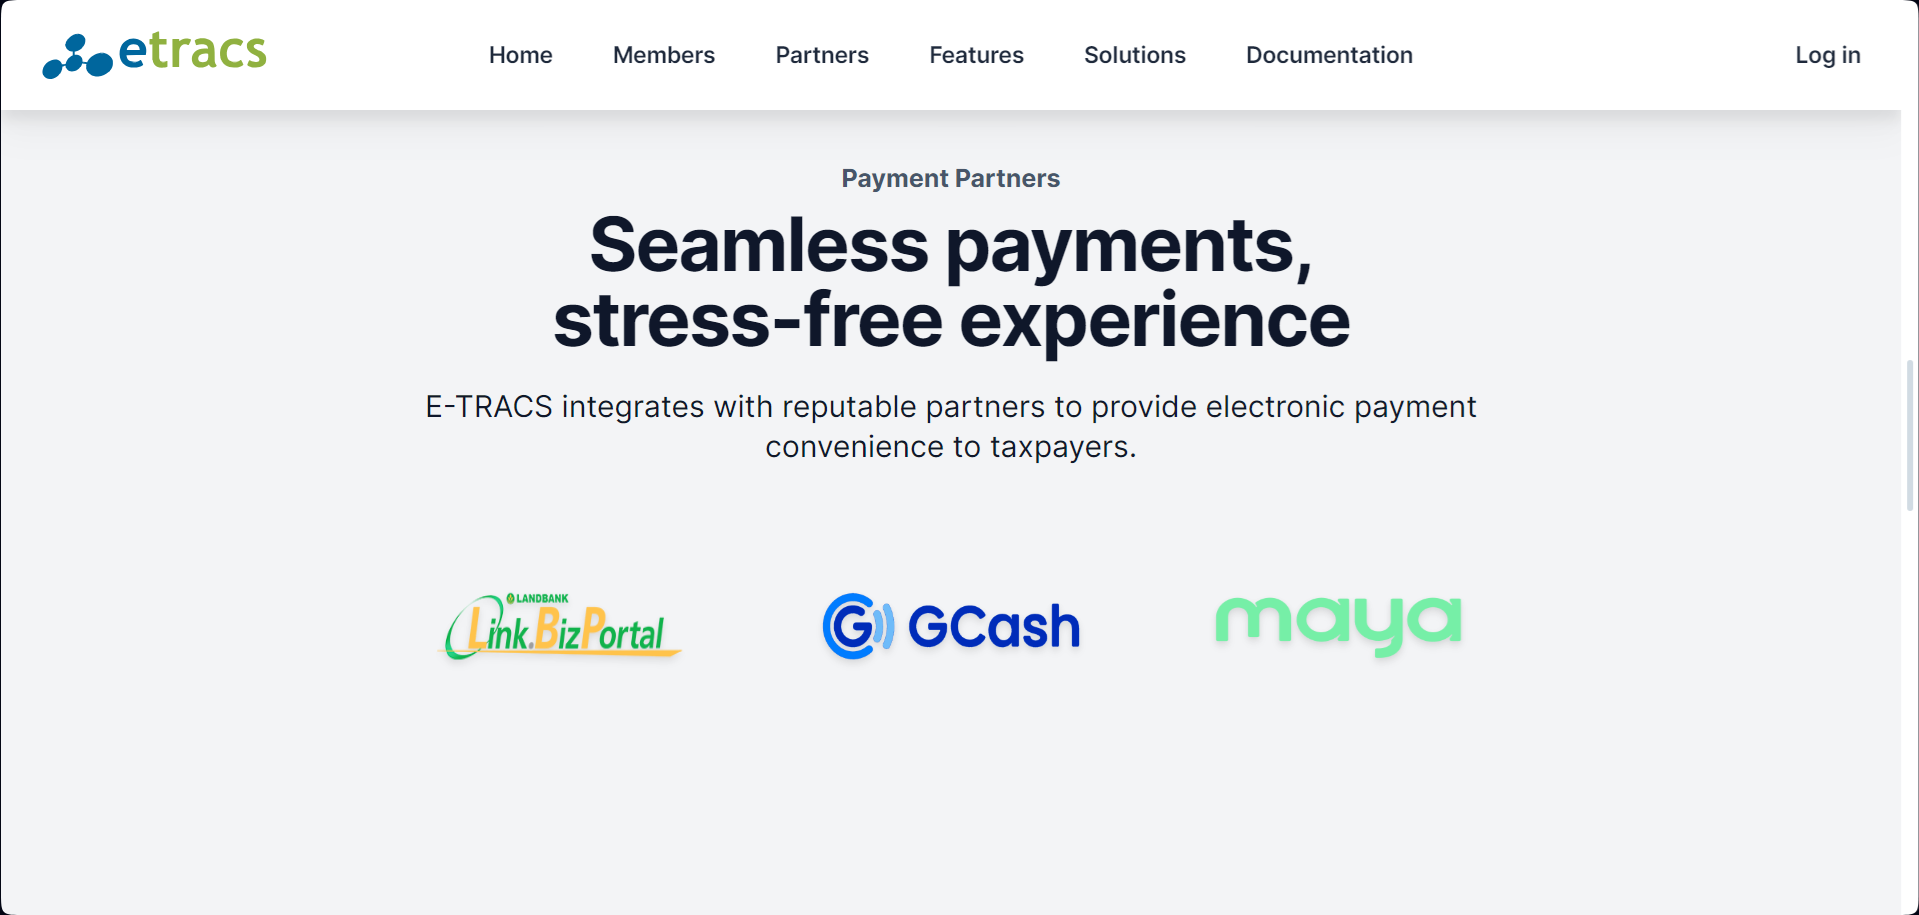 etracs
Home
Members
Partners
Features
Solutions
Documentation
Log in
Payment Partners
Seamless payments,
stress-free experience
E-TRACS integrates with reputable partners to provide electronic payment
convenience to taxpayers.
LANDBANK
Link.BizPortal
GCash
maya